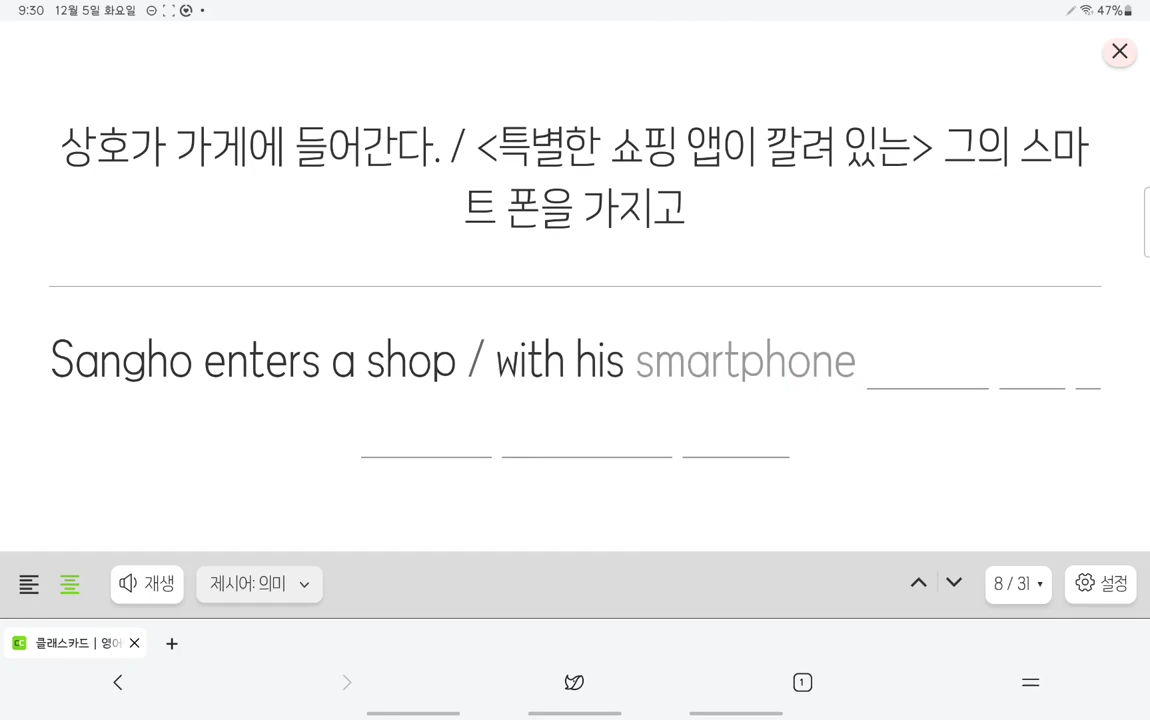 9:30 12월 5일 화요일
47%
상호가 가게에 들어간다. / <특별한 쇼핑 앱이 깔려 있는> 그의 스마
트 폰을 가지고
Sangho enters a shop / with his smartphone
재생
제시어: 의미
8 / 31
설정
클래스카드 | 영어
1